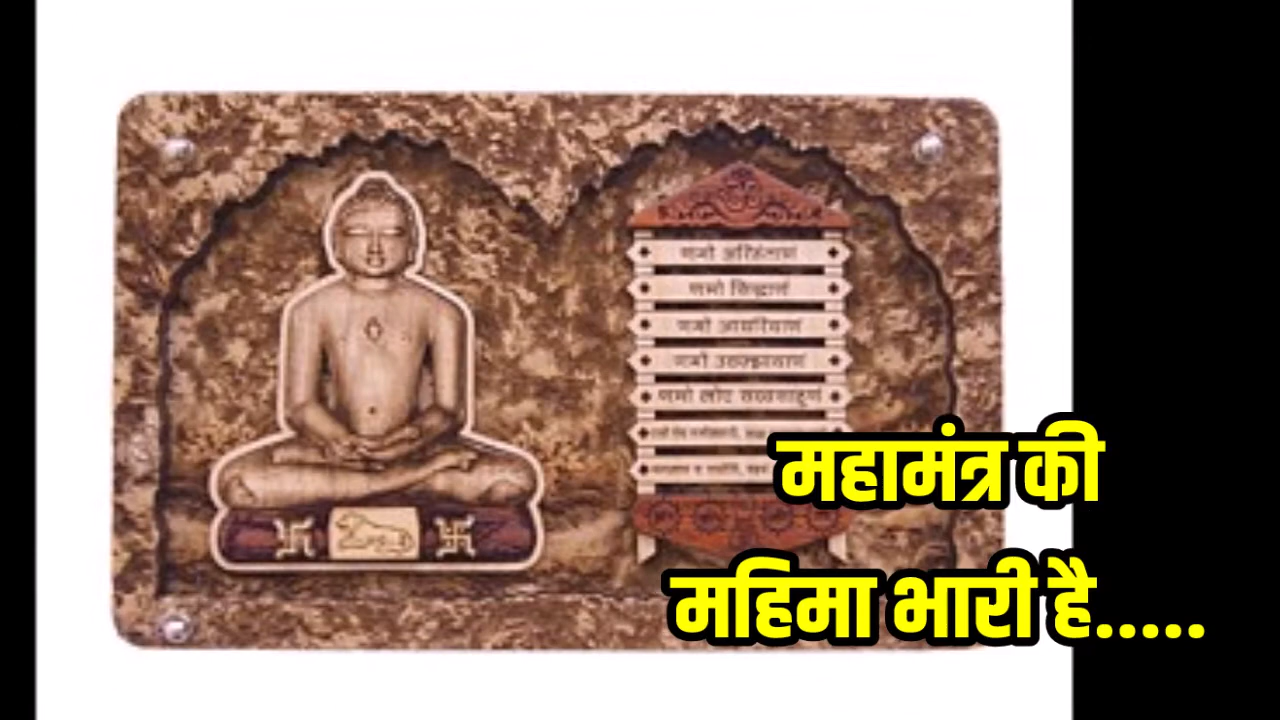 णमो अरिहंताणं
णमो सिद्धाणं
णमो आयरियाणं
णमो उवज्झायाणं
णमो लोए सव्वसाहूणं
महामंत्र की
महिमा भारी है.....